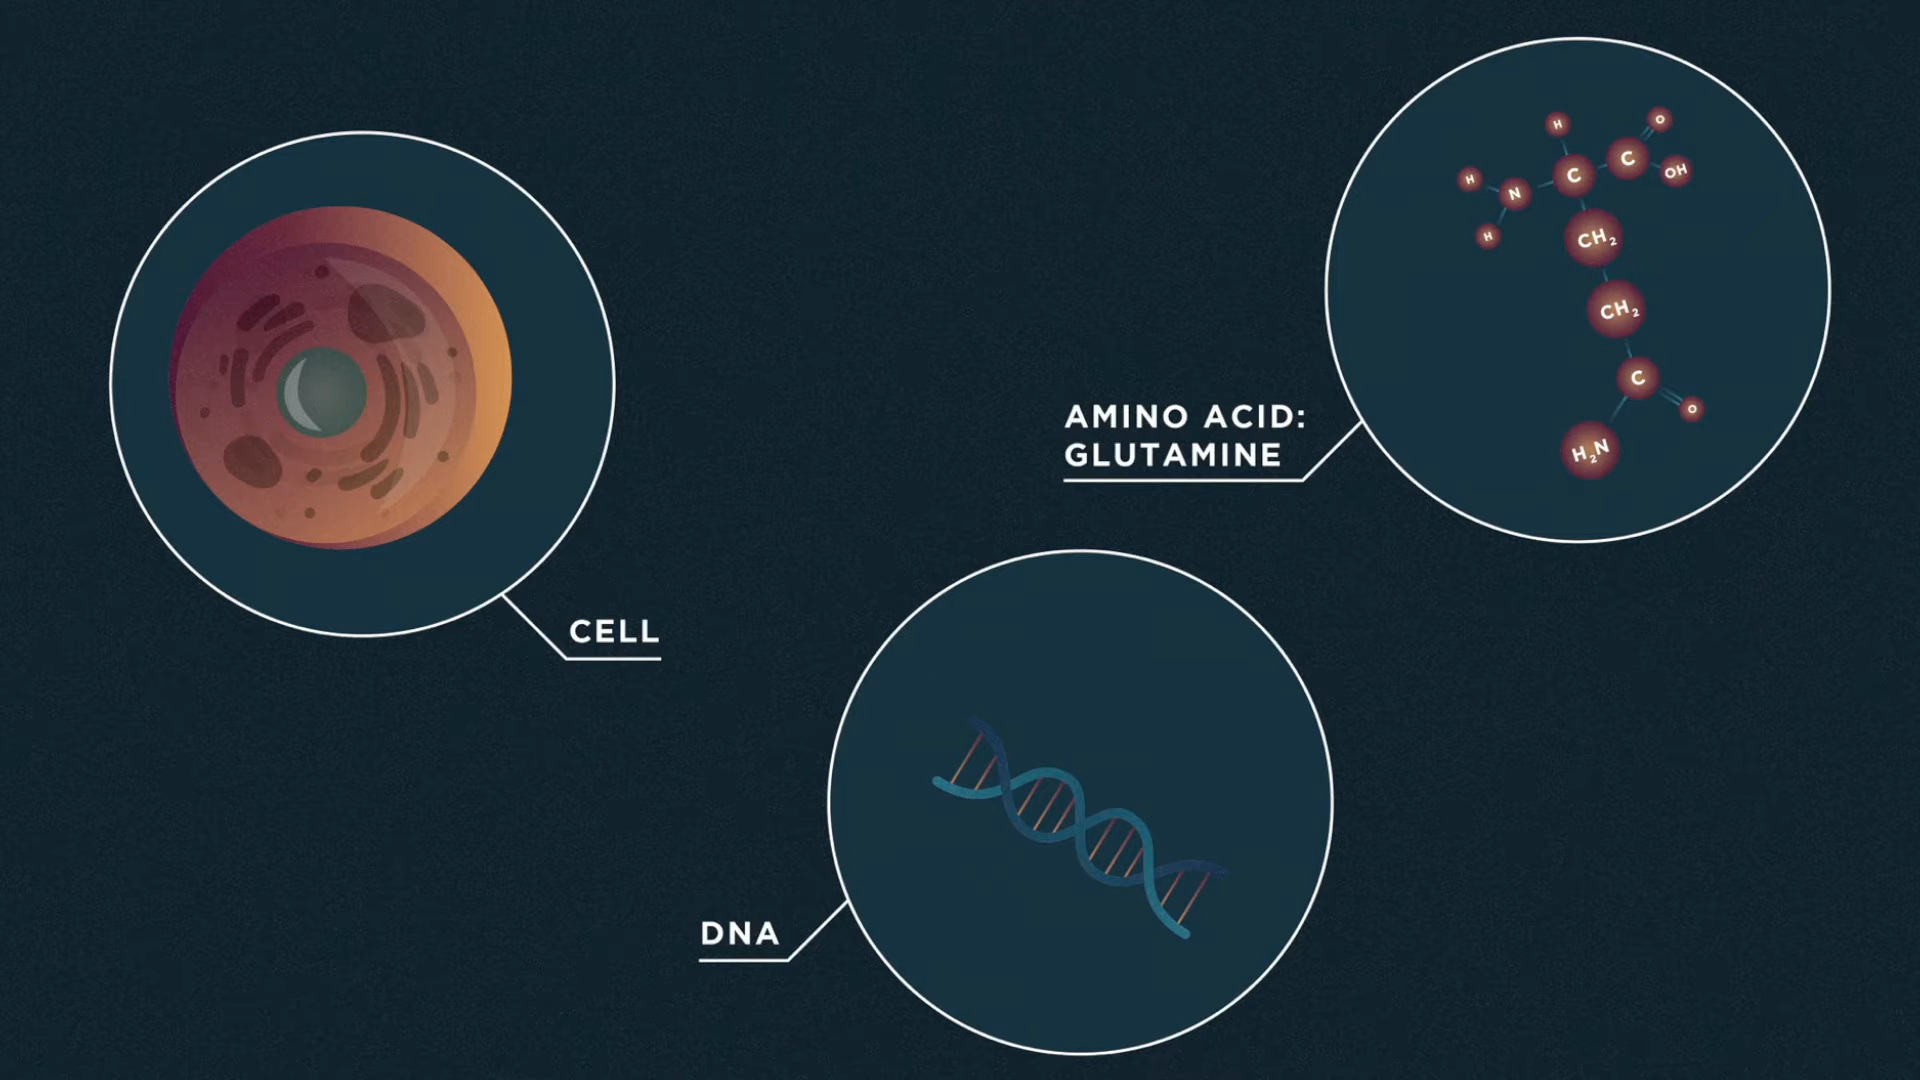 CELL
AMINO ACID:
GLUTAMINE
H
O
C
C
OH
H
N
H
CH₂
CH₂
C
O
H₂N
DNA